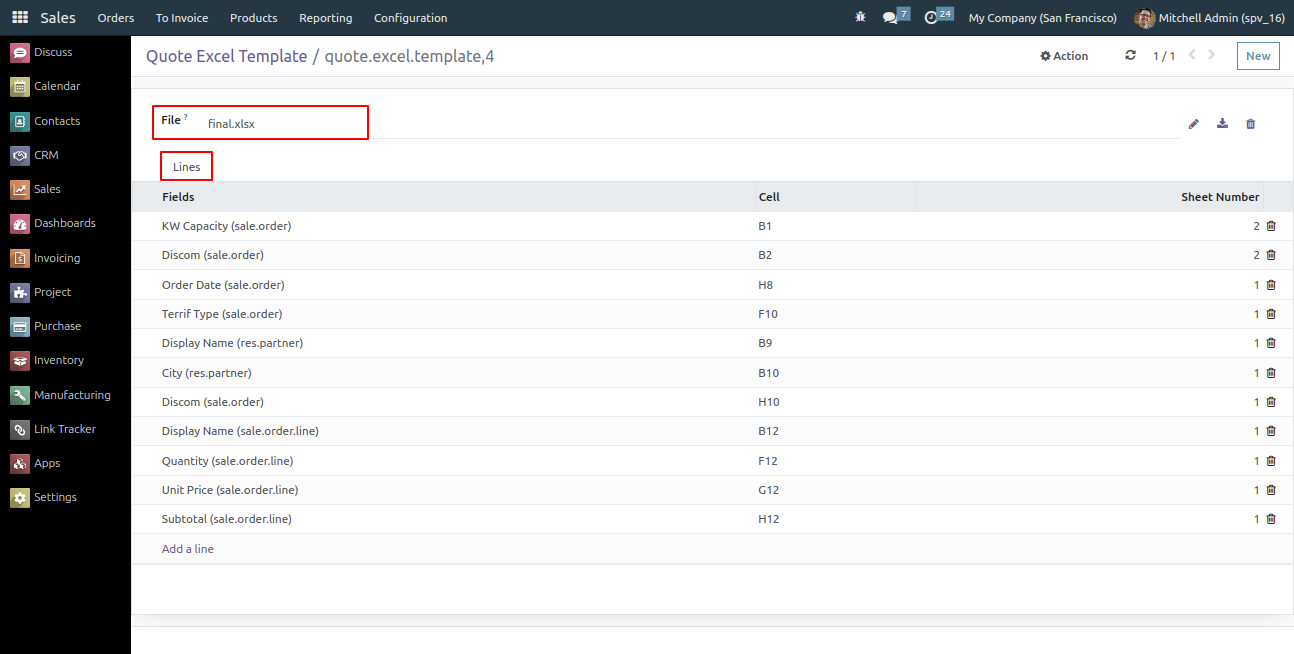 Sales Orders To Invoice Products Reporting Configuration 7 24 My Company (San Francisco) Mitchell Admin (spv_16)
Discuss
Calendar
Contacts
CRM
Sales
Dashboards
Invoicing
Project
Purchase
Inventory
Manufacturing
Link Tracker
Apps
Settings
Quote Excel Template / quote.excel.template,4 Action 1 / 1 New
File ? final.xlsx
Lines
Fields Cell Sheet Number
KW Capacity (sale.order) B1 2
Discom (sale.order) B2 2
Order Date (sale.order) H8 1
Terrif Type (sale.order) F10 1
Display Name (res.partner) B9 1
City (res.partner) B10 1
Discom (sale.order) H10 1
Display Name (sale.order.line) B12 1
Quantity (sale.order.line) F12 1
Unit Price (sale.order.line) G12 1
Subtotal (sale.order.line) H12 1
Add a line